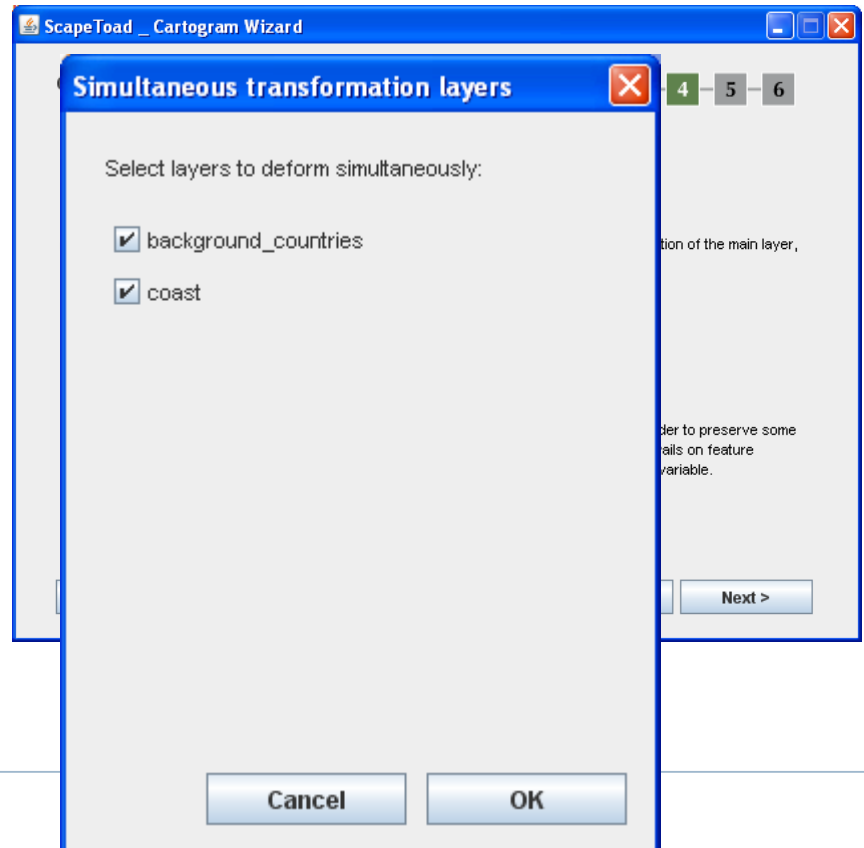 ScapeToad _ Cartogram Wizard
Simultaneous transformation layers
4 5 6
Select layers to deform simultaneously:
background_countries
tion of the main layer,
coast
der to preserve some
ails on feature
variable.
Next >
Cancel
OK